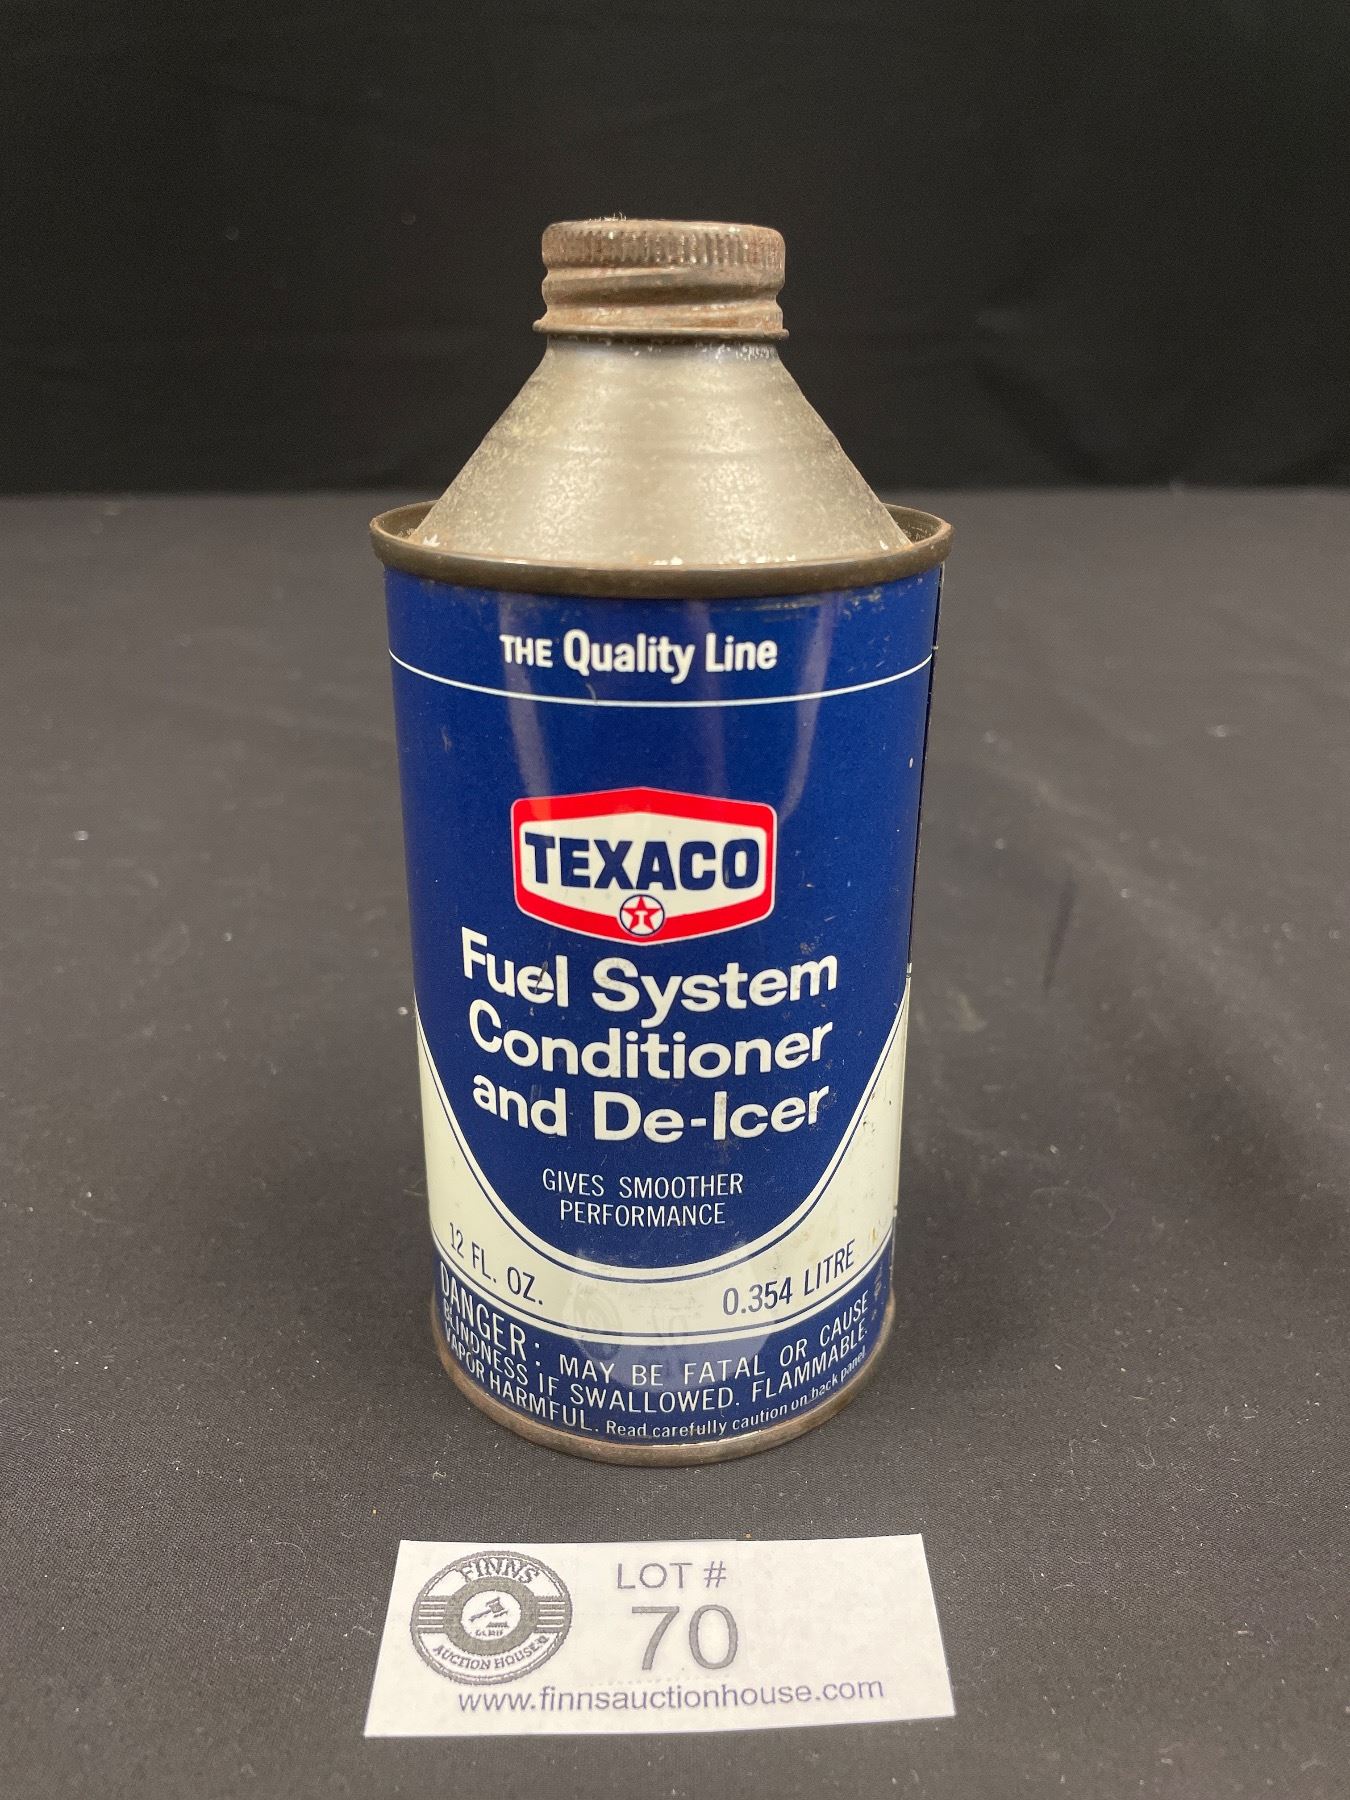 THE Quality Line
TEXACO
T
Fuel System
Conditioner
and De-Icer
GIVES SMOOTHER
PERFORMANCE
12 FL. OZ.
0.354 LITRE
DANGER: MAY BE FATAL OR CAUSE
BLINDNESS IF SWALLOWED. FLAMMABLE.
VAPOR HARMFUL. Read carefully caution on back panel
FINNS
AUCTION HOUSE
LOT #
70
www.finnsauctionhouse.com